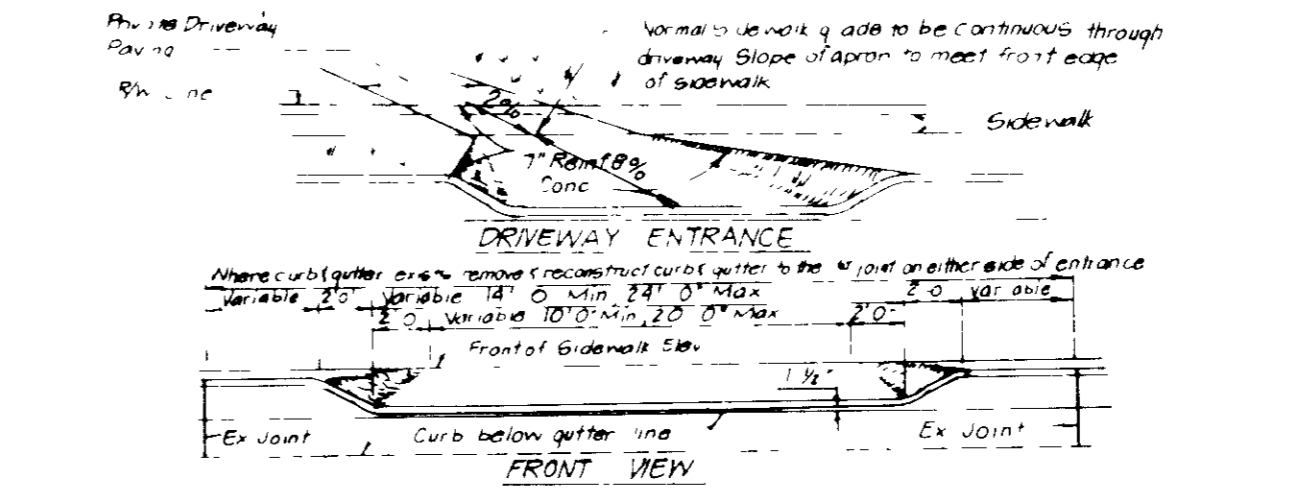 Driveway
Normal sidewalk grade to be continuous through
driveway Slope of apron to meet front edge
of sidewalk
R/W Line
Sidewalk
2%
7" Reinf 8%
Conc
DRIVEWAY ENTRANCE
Where curb & gutter exists remove & reconstruct curb & gutter to the joint on either side of entrance
Variable 2'0" Variable 14' 0 Min 24' 0" Max 2 0 Variable
2 0 Variable 10'0" Min 20 0" Max 2'0"
Front of Sidewalk Elev
1 1/2"
Ex Joint Curb below gutter line Ex Joint
FRONT VIEW